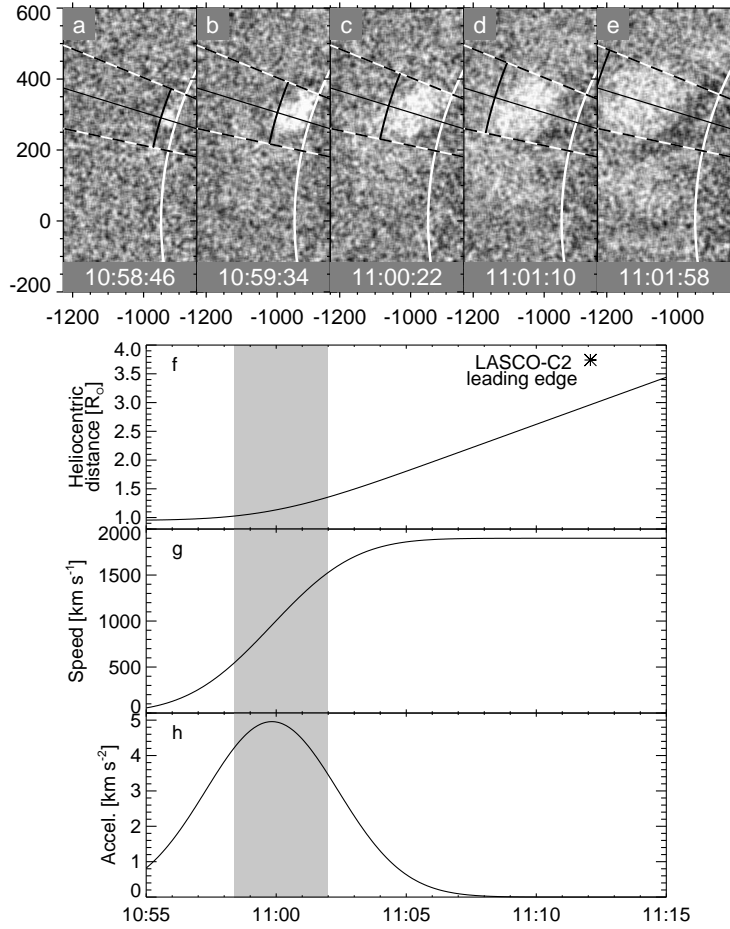 600
400
200
0
-200
a
b
c
d
e
10:58:46
10:59:34
11:00:22
11:01:10
11:01:58
-1200 -1000 -1200 -1000 -1200 -1000 -1200 -1000 -1200 -1000
f
LASCO-C2
leading edge
4.0
3.5
3.0
2.5
2.0
1.5
1.0
Heliocentric
distance [R☉]
g
2000
1500
1000
500
0
Speed [km s⁻¹]
h
5
4
3
2
1
0
Accel. [km s⁻²]
10:55 11:00 11:05 11:10 11:15